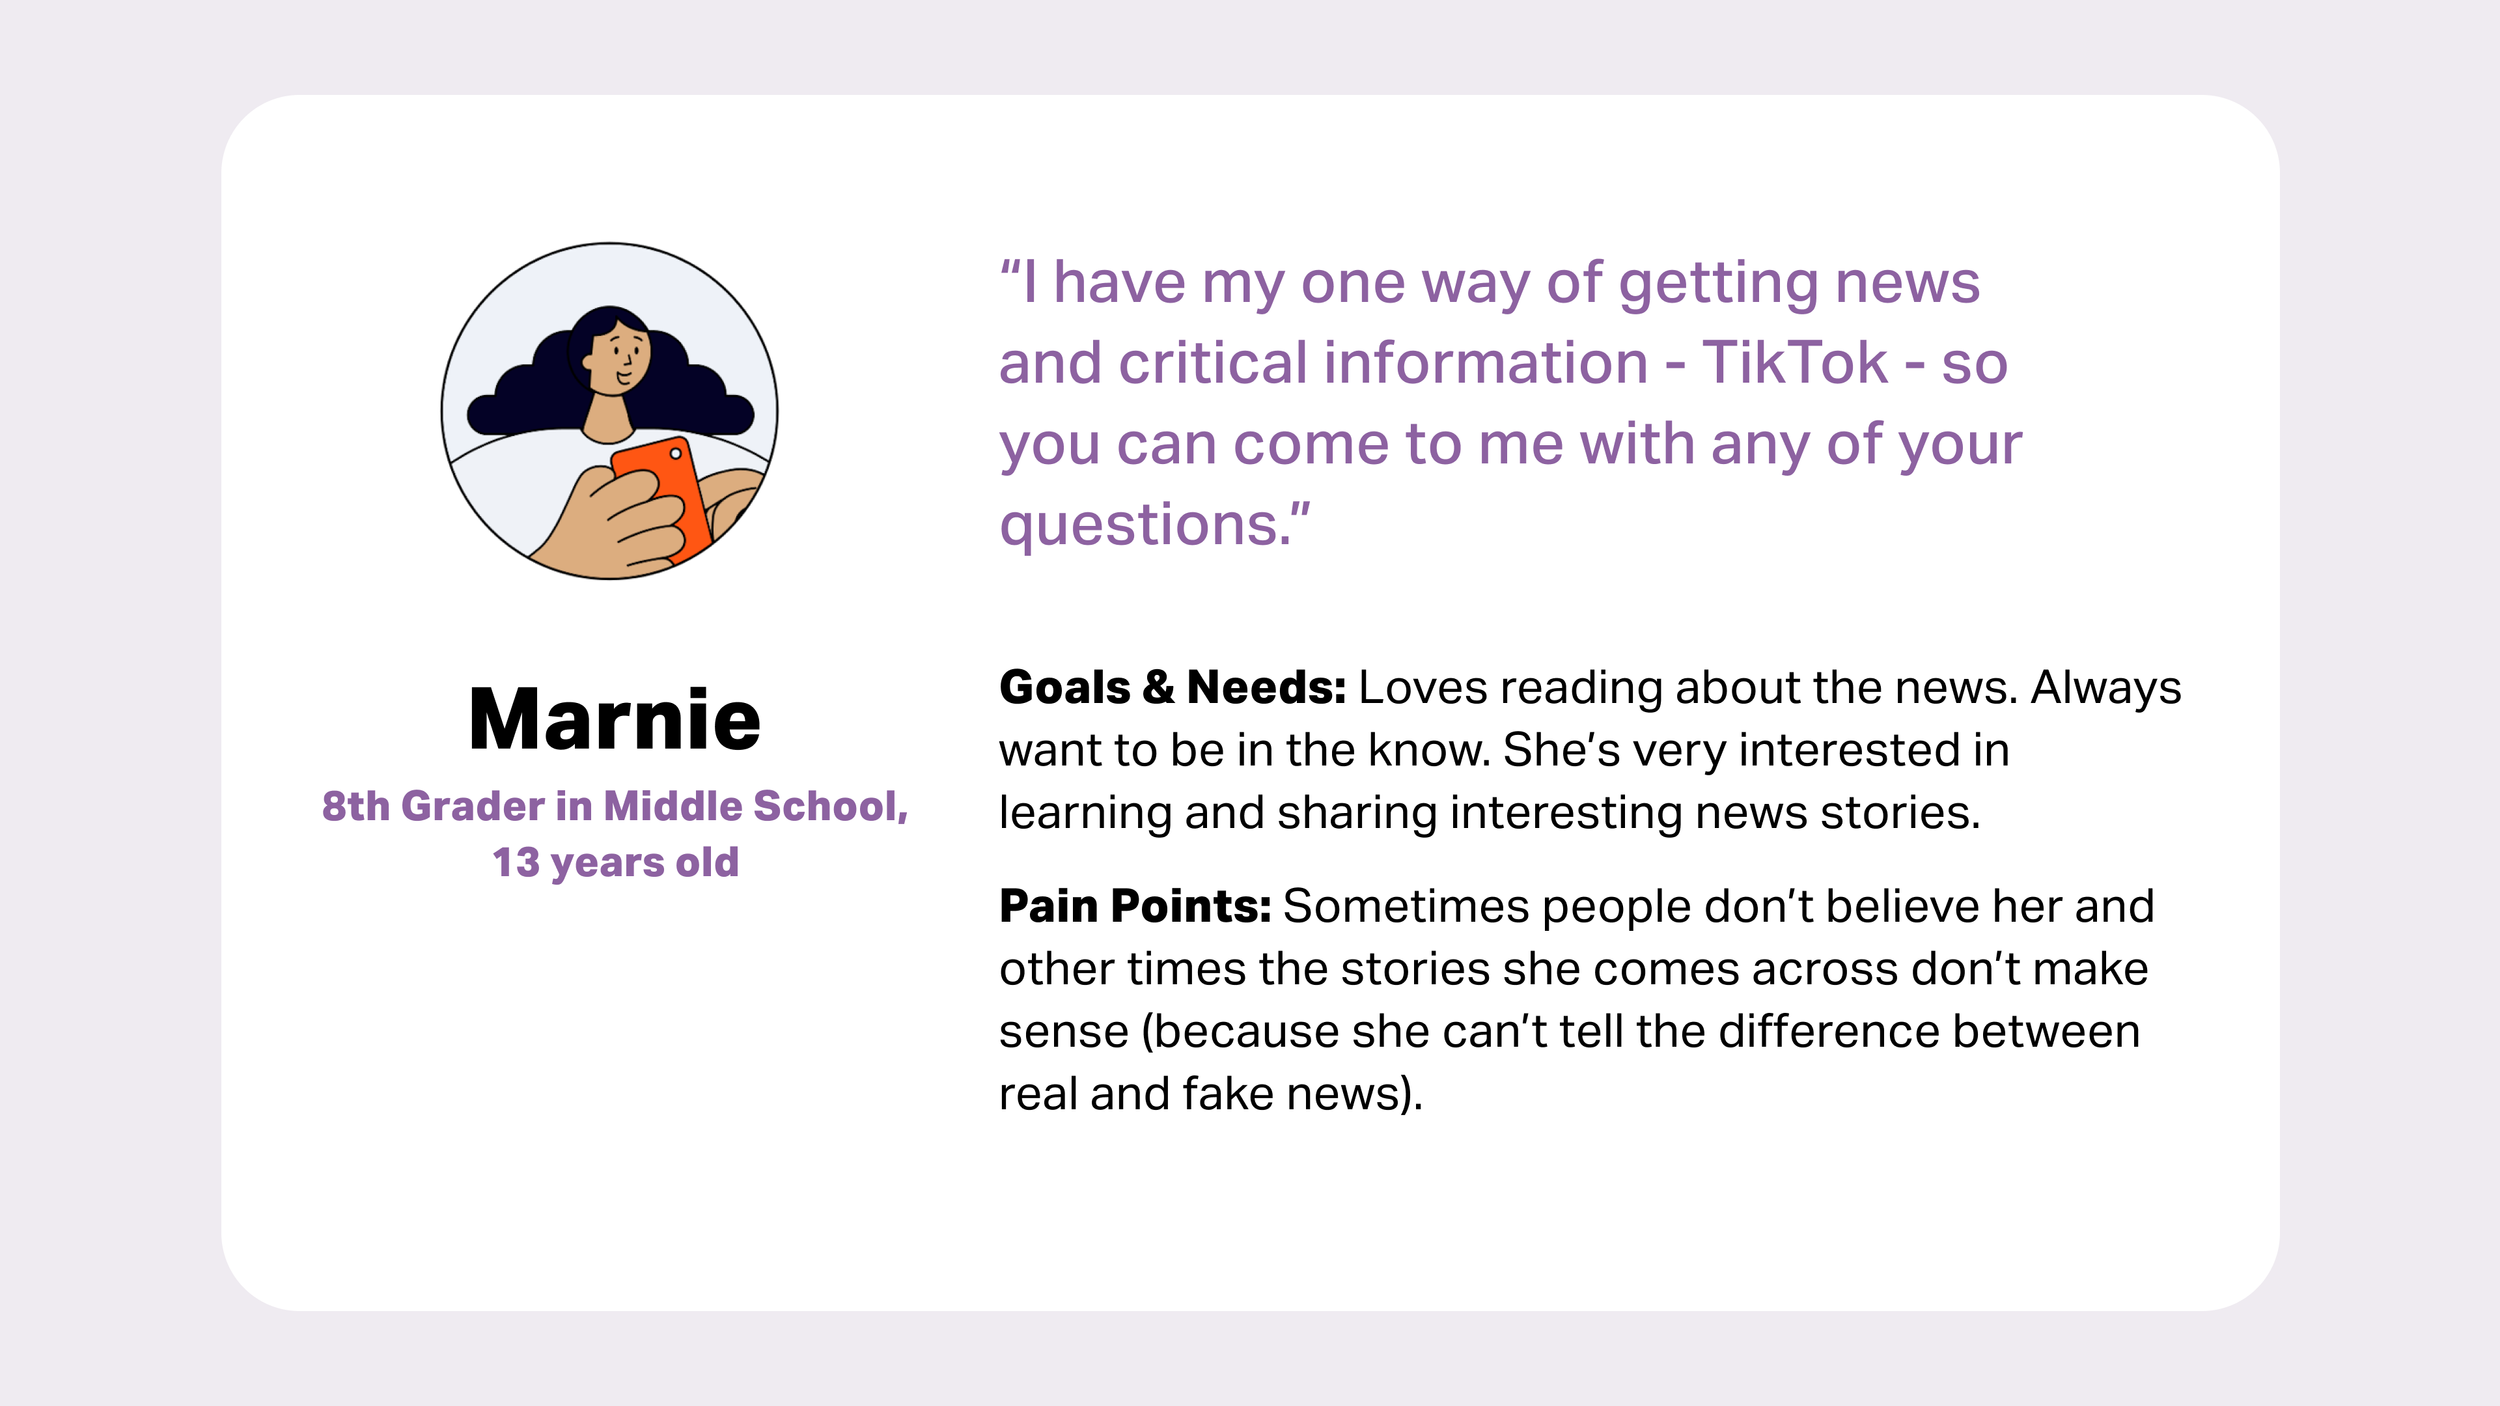 “I have my one way of getting news
and critical information - TikTok - so
you can come to me with any of your
questions.”
Marnie
8th Grader in Middle School,
13 years old
Goals & Needs: Loves reading about the news. Always
want to be in the know. She’s very interested in
learning and sharing interesting news stories.
Pain Points: Sometimes people don’t believe her and
other times the stories she comes across don’t make
sense (because she can’t tell the difference between
real and fake news).